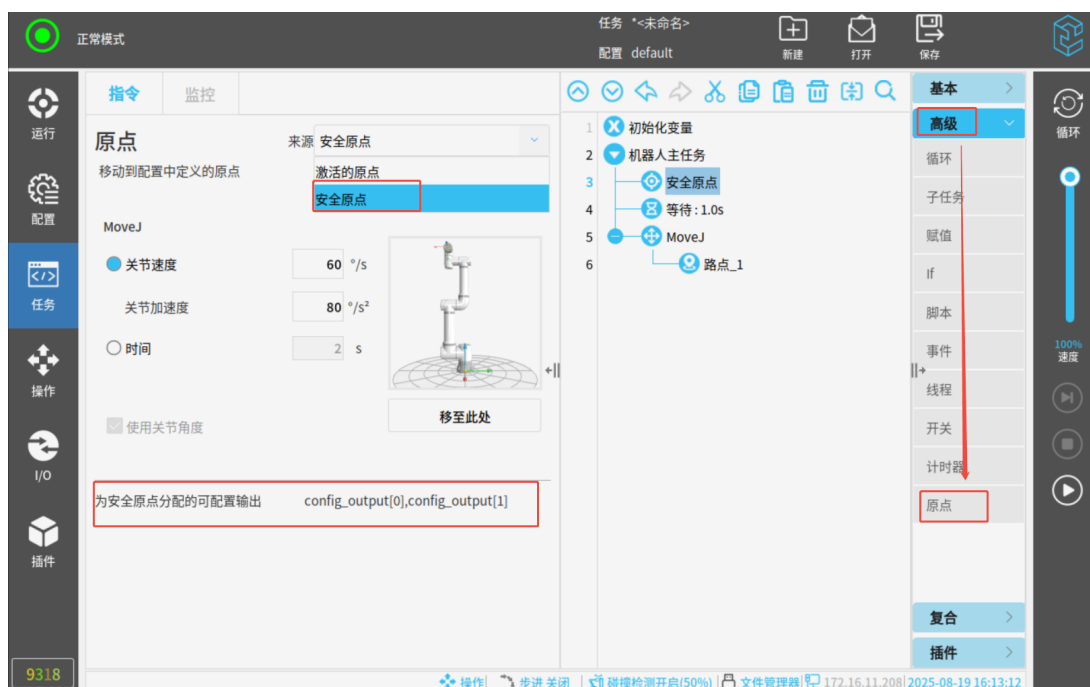 正常模式
任务 *<未命名>
配置 default
新建
打开
保存
运行
配置
任务
操作
I/O
插件
9318
指令
监控
原点
来源
安全原点
激活的原点
安全原点
移动到配置中定义的原点
MoveJ
关节速度 60 °/s
关节加速度 80 °/s²
时间 2 s
使用关节角度
移至此处
为安全原点分配的可配置输出 config_output[0],config_output[1]
1 初始化变量
2 机器人主任务
3 安全原点
4 等待:1.0s
5 MoveJ
6 路点_1
基本
高级
循环
子任务
赋值
If
脚本
事件
线程
开关
计时器
原点
复合
插件
循环
100%
速度
操作 步进 关闭 碰撞检测开启(50%) 文件管理器 172.16.11.208 2025-08-19 16:13:12